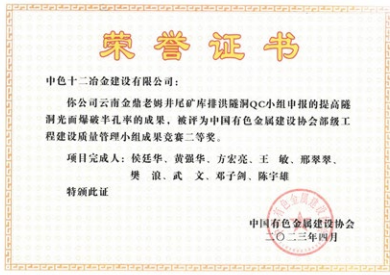 荣誉证书
中色十二冶金建设有限公司：
你公司云南金鼎老姆井尾矿库排洪隧洞QC小组申报的提高隧
洞光面爆破半孔率的成果，被评为中国有色金属建设协会部级工
程建设质量管理小组成果竞赛二等奖。
项目完成人：侯廷华、黄强华、方宏亮、王 敏、邢翠翠、
樊 浪、武 文、邓子剑、陈宇雄
特颁此证
中国有色金属建设协会
二〇二三年四月